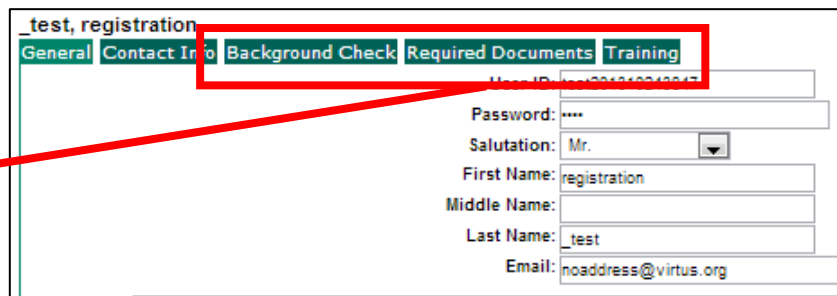 _test, registration
General Contact Info Background Check Required Documents Training
User ID:
Password: ••••
Salutation: Mr.
First Name: registration
Middle Name:
Last Name: _test
Email: noaddress@virtus.org